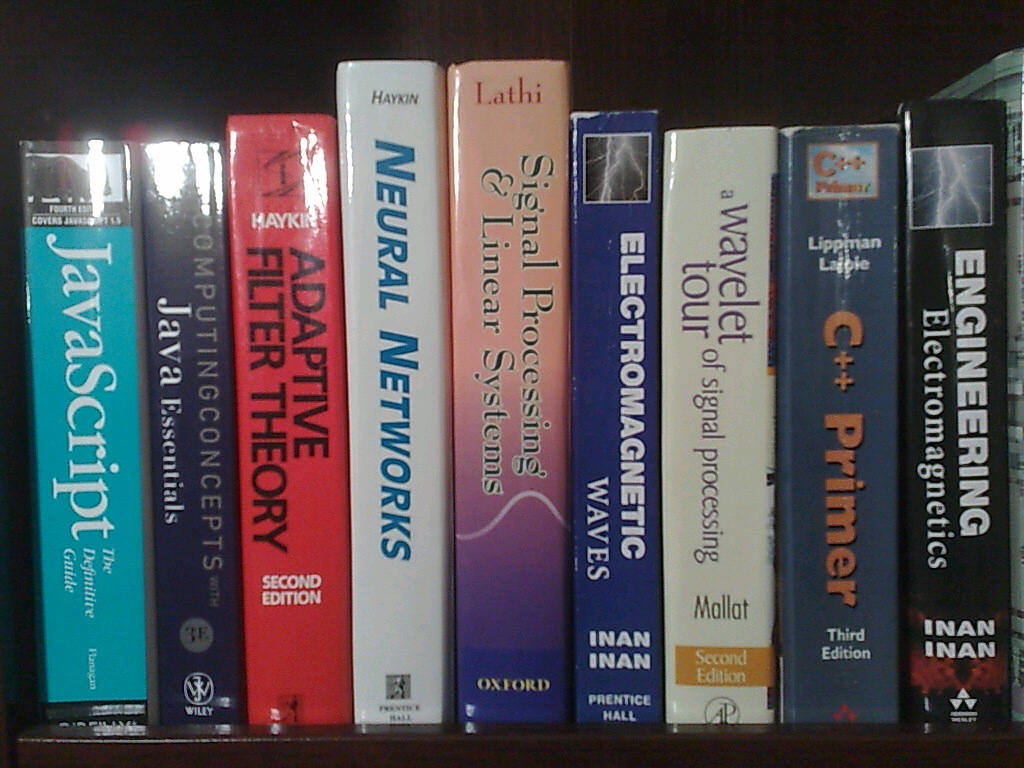 FOURTH EDITION
COVERS JAVASCRIPT 1.5
JavaScript
The
Definitive
Guide
Flanagan
O'REILLY
COMPUTING CONCEPTS WITH
Java Essentials
3E
WILEY
HAYKIN
ADAPTIVE
FILTER THEORY
SECOND
EDITION
HAYKIN
NEURAL NETWORKS
PRENTICE
HALL
Lathi
Signal Processing
& Linear Systems
OXFORD
ELECTROMAGNETIC
WAVES
INAN
INAN
PRENTICE
HALL
a wavelet
tour of signal processing
Mallat
Second
Edition
AP
C++
Primer
Lippman
Lajoie
C++ Primer
Third
Edition
ENGINEERING
Electromagnetics
INAN
INAN
ADDISON
WESLEY